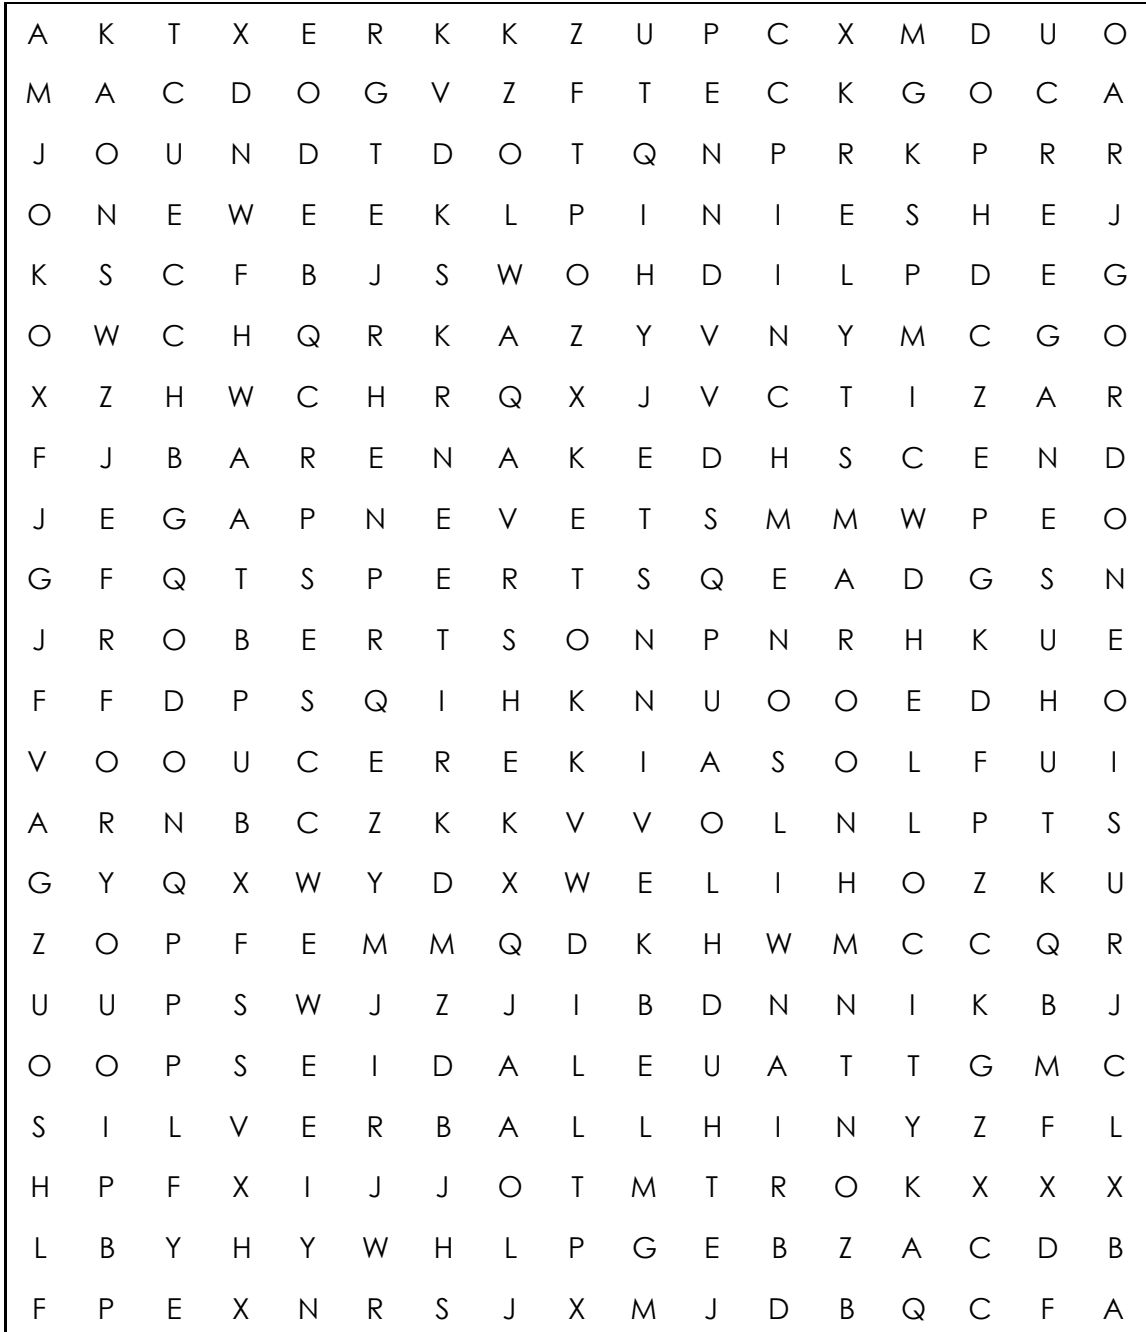 A K T X E R K K Z U P C X M D U O
M A C D O G V Z F T E C K G O C A
J O U N D T D O T Q N P R K P R R
O N E W E E K L P I N I E S H E J
K S C F B J S W O H D I L P D E G
O W C H Q R K A Z Y V N Y M C G O
X Z H W C H R Q X J V C T I Z A R
F J B A R E N A K E D H S C E N D
J E G A P N E V E T S M M W P E O
G F Q T S P E R T S Q E A D G S N
J R O B E R T S O N P N R H K U E
F F D P S Q I H K N U O O E D H O
V O O U C E R E K I A S O L F U I
A R N B C Z K K V V O L N L P T S
G Y Q X W Y D X W E L I H O Z K U
Z O P F E M M Q D K H W M C C Q R
U U P S W J Z J I B D N N I K B J
O O P S E I D A L E U A T T G M C
S I L V E R B A L L H I N Y Z F L
H P F X I J J O T M T R O K X X X
L B Y H Y W H L P G E B Z A C D B
F P E X N R S J X M J D B Q C F A